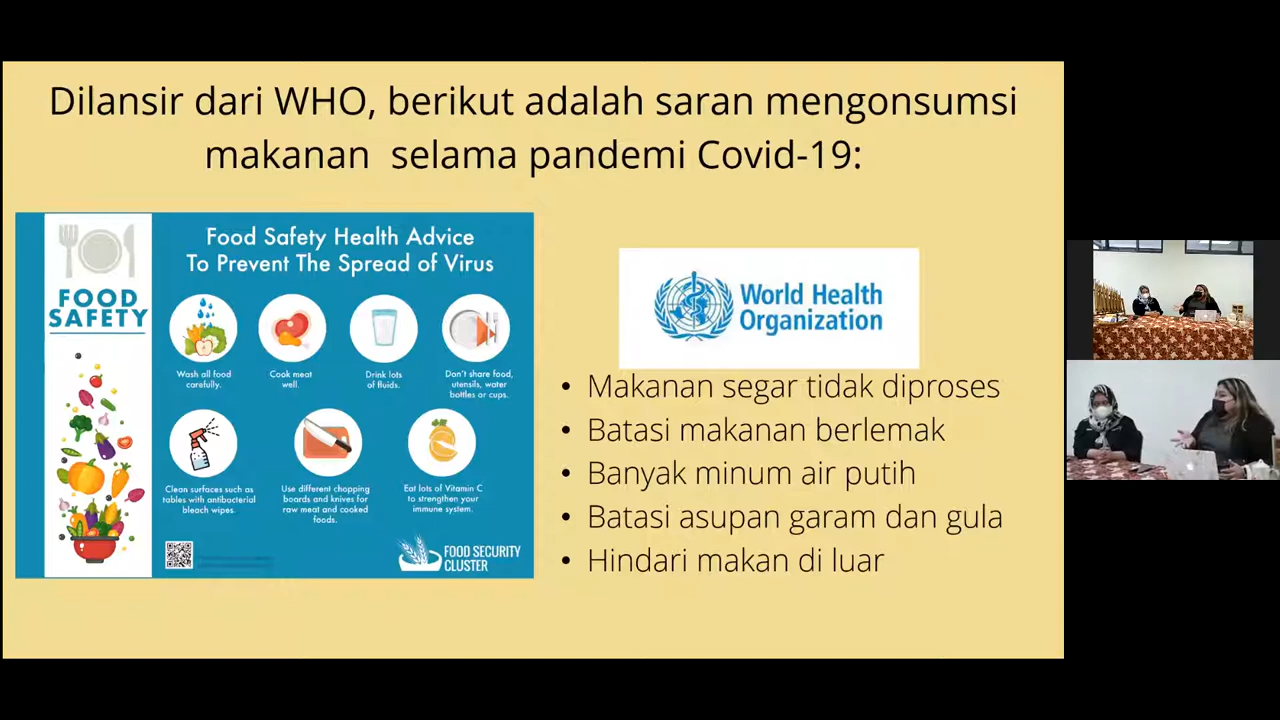 Dilansir dari WHO, berikut adalah saran mengonsumsi
makanan selama pandemi Covid-19:
FOOD
SAFETY
Food Safety Health Advice
To Prevent The Spread of Virus
Wash all food
carefully.
Cook meat
well.
Drink lots
of fluids.
Don't share food,
utensils, water
bottles or cups.
Clean surfaces such as
tables with antibacterial
bleach wipes.
Use different chopping
boards and knives for
raw meat and cooked
foods.
Eat lots of Vitamin C
to strengthen your
immune system.
FOOD SECURITY
CLUSTER
World Health
Organization
• Makanan segar tidak diproses
• Batasi makanan berlemak
• Banyak minum air putih
• Batasi asupan garam dan gula
• Hindari makan di luar